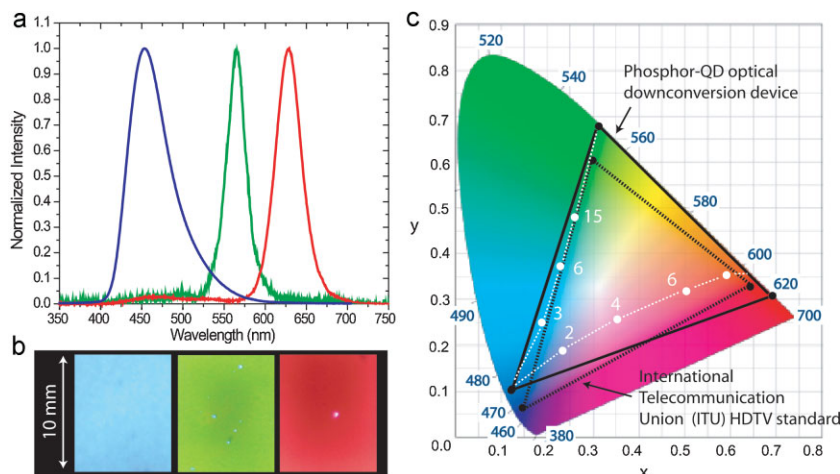 a
1.1
1.0
0.9
0.8
0.7
0.6
0.5
0.4
0.3
0.2
0.1
0.0
Normalized Intensity
350 400 450 500 550 600 650 700 750
Wavelength (nm)
b
10 mm
c
0.9
0.8
0.7
0.6
0.5
0.4
0.3
0.2
0.1
0.0
y
520
540
Phosphor-QD optical
downconversion device
560
580
600
620
700
15
6
6
4
3
2
490
480
470
460
380
International
Telecommunication
Union (ITU) HDTV standard
0.1 0.2 0.3 0.4 0.5 0.6 0.7 0.8
x